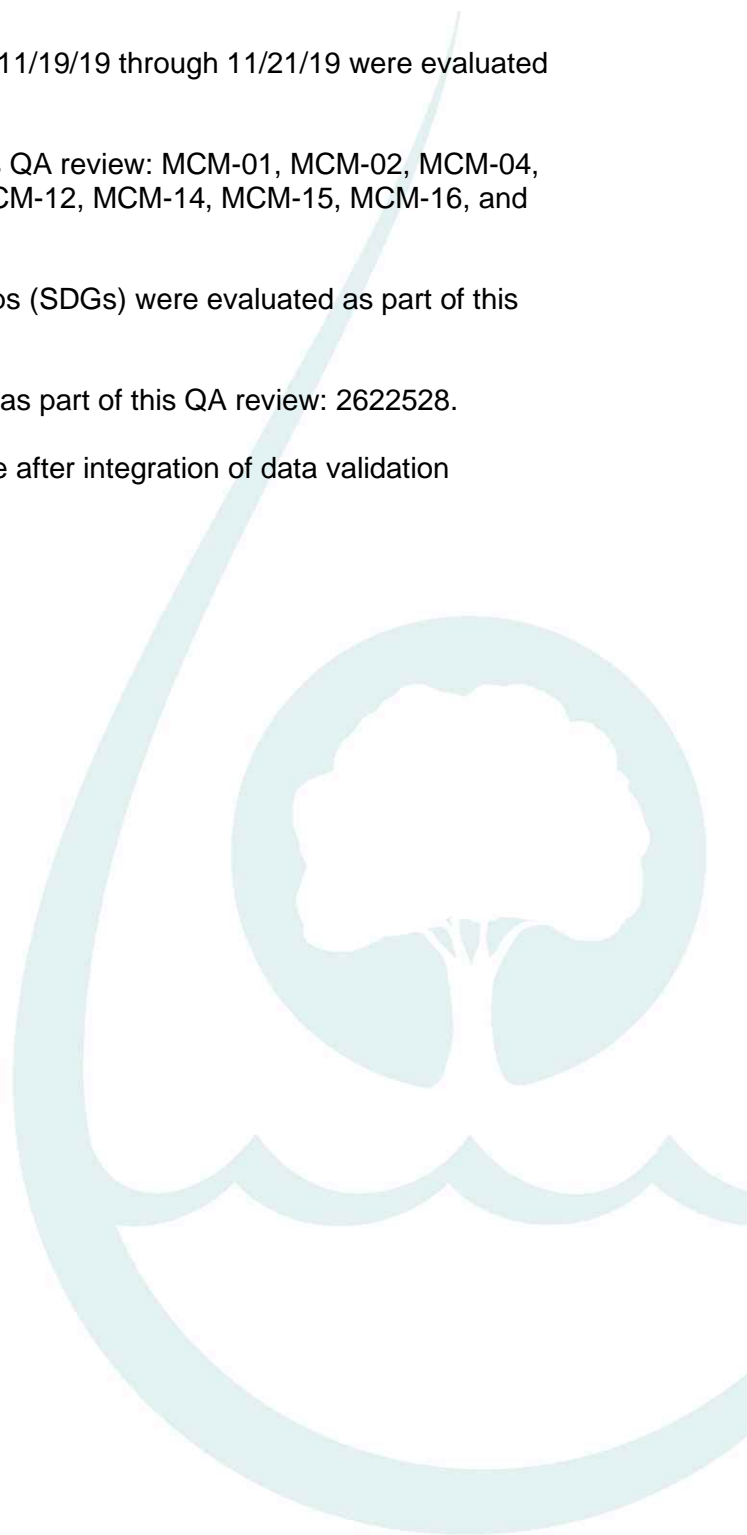 11/19/19 through 11/21/19 were evaluated
QA review: MCM-01, MCM-02, MCM-04,
CM-12, MCM-14, MCM-15, MCM-16, and
os (SDGs) were evaluated as part of this
as part of this QA review: 2622528.
e after integration of data validation